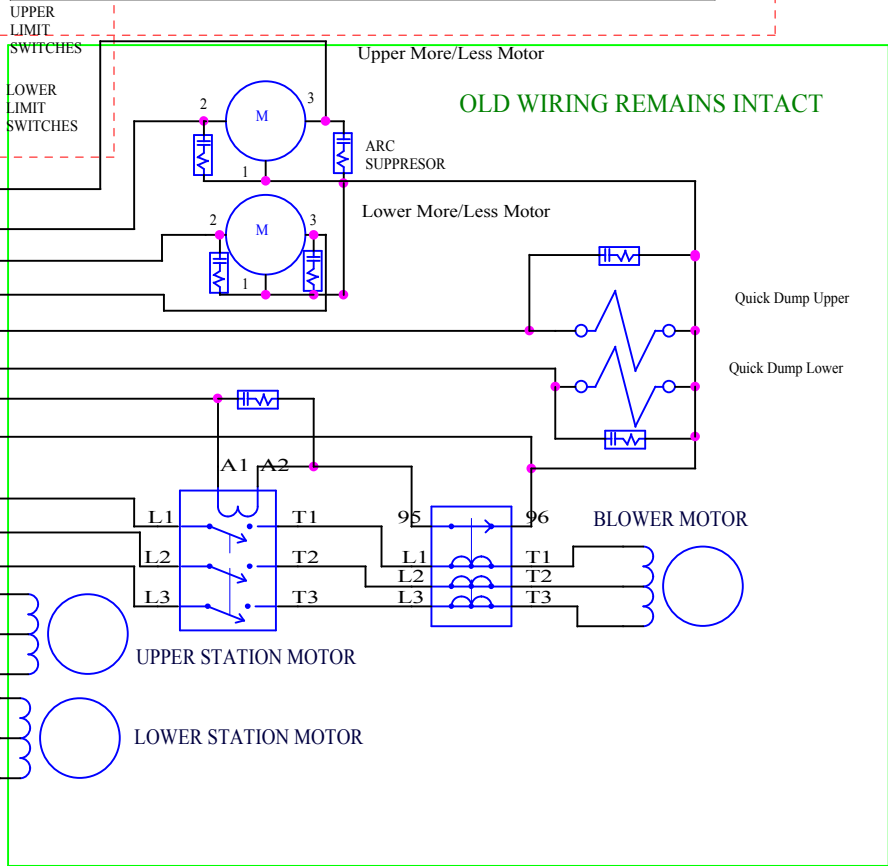 UPPER
LIMIT
SWITCHES
Upper More/Less Motor
LOWER
LIMIT
SWITCHES
OLD WIRING REMAINS INTACT
2
3
M
1
ARC
SUPPRESOR
Lower More/Less Motor
2
3
M
1
Quick Dump Upper
Quick Dump Lower
A1 A2
L1
T1
L2
T2
L3
T3
95
96
L1
T1
L2
T2
L3
T3
BLOWER MOTOR
UPPER STATION MOTOR
LOWER STATION MOTOR